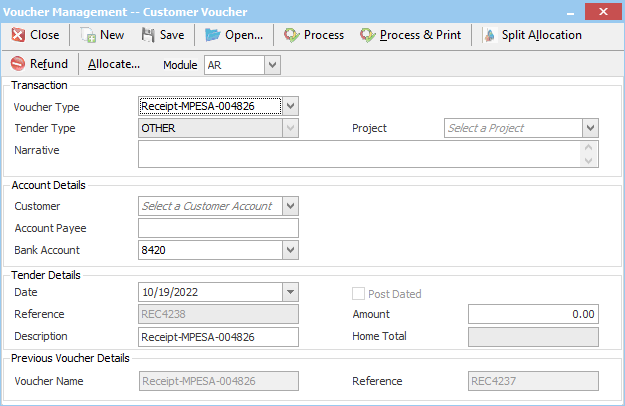 Voucher Management -- Customer Voucher
Close New Save Open... Process Process & Print Split Allocation
Refund Allocate... Module AR
Transaction
Voucher Type Receipt-MPESA-004826
Tender Type OTHER Project Select a Project
Narrative
Account Details
Customer Select a Customer Account
Account Payee
Bank Account 8420
Tender Details
Date 10/19/2022 Post Dated
Reference REC4238 Amount 0.00
Description Receipt-MPESA-004826 Home Total
Previous Voucher Details
Voucher Name Receipt-MPESA-004826 Reference REC4237